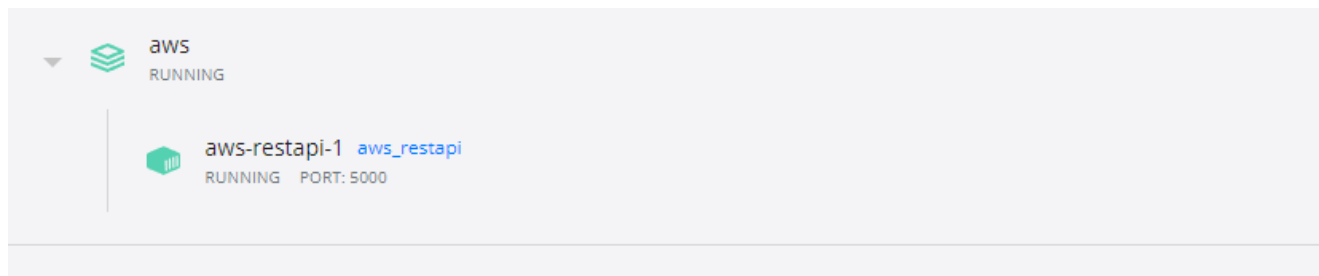 aws
RUNNING
aws-restapi-1 aws_restapi
RUNNING PORT: 5000